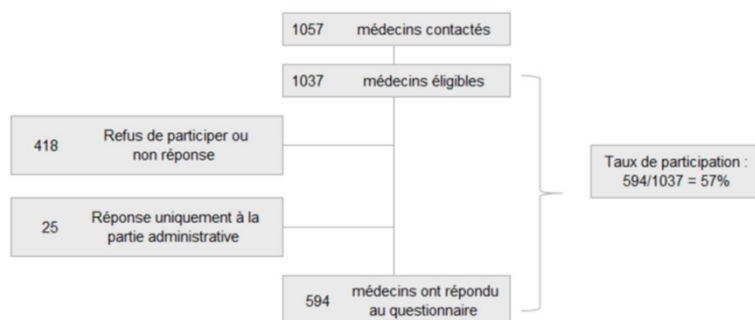 1057 médecins contactés
1037 médecins éligibles
418 Refus de participer ou
non réponse
Taux de participation :
594/1037 = 57%
25 Réponse uniquement à la
partie administrative
594 médecins ont répondu
au questionnaire